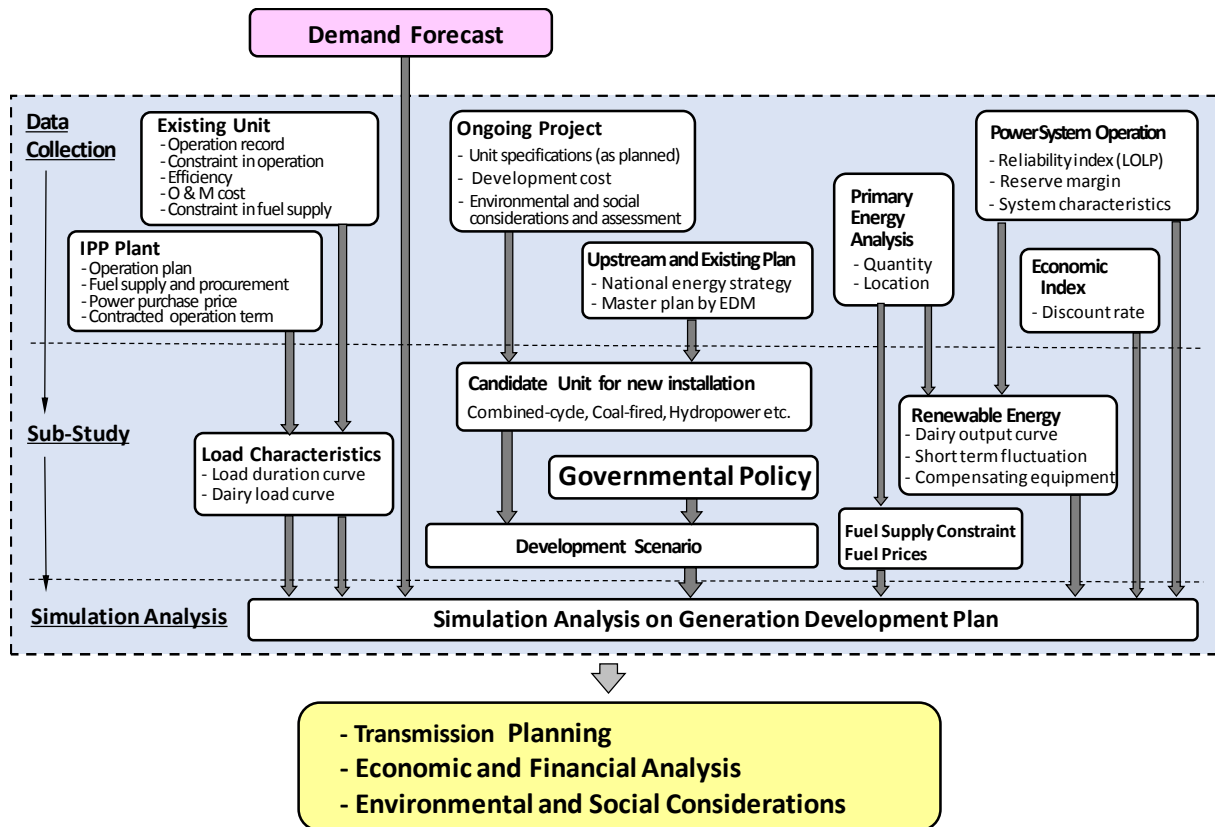 Demand Forecast
Data
Collection
Existing Unit
- Operation record
- Constraint in operation
- Efficiency
- O & M cost
- Constraint in fuel supply
IPP Plant
- Operation plan
- Fuel supply and procurement
- Power purchase price
- Contracted operation term
Ongoing Project
- Unit specifications (as planned)
- Development cost
- Environmental and social
considerations and assessment
Upstream and Existing Plan
- National energy strategy
- Master plan by EDM
Primary
Energy
Analysis
- Quantity
- Location
Power System Operation
- Reliability index (LOLP)
- Reserve margin
- System characteristics
Economic
Index
- Discount rate
Sub-Study
Load Characteristics
- Load duration curve
- Dairy load curve
Candidate Unit for new installation
Combined-cycle, Coal-fired, Hydropower etc.
Governmental Policy
Development Scenario
Renewable Energy
- Dairy output curve
- Short term fluctuation
- Compensating equipment
Fuel Supply Constraint
Fuel Prices
Simulation Analysis
Simulation Analysis on Generation Development Plan
- Transmission Planning
- Economic and Financial Analysis
- Environmental and Social Considerations